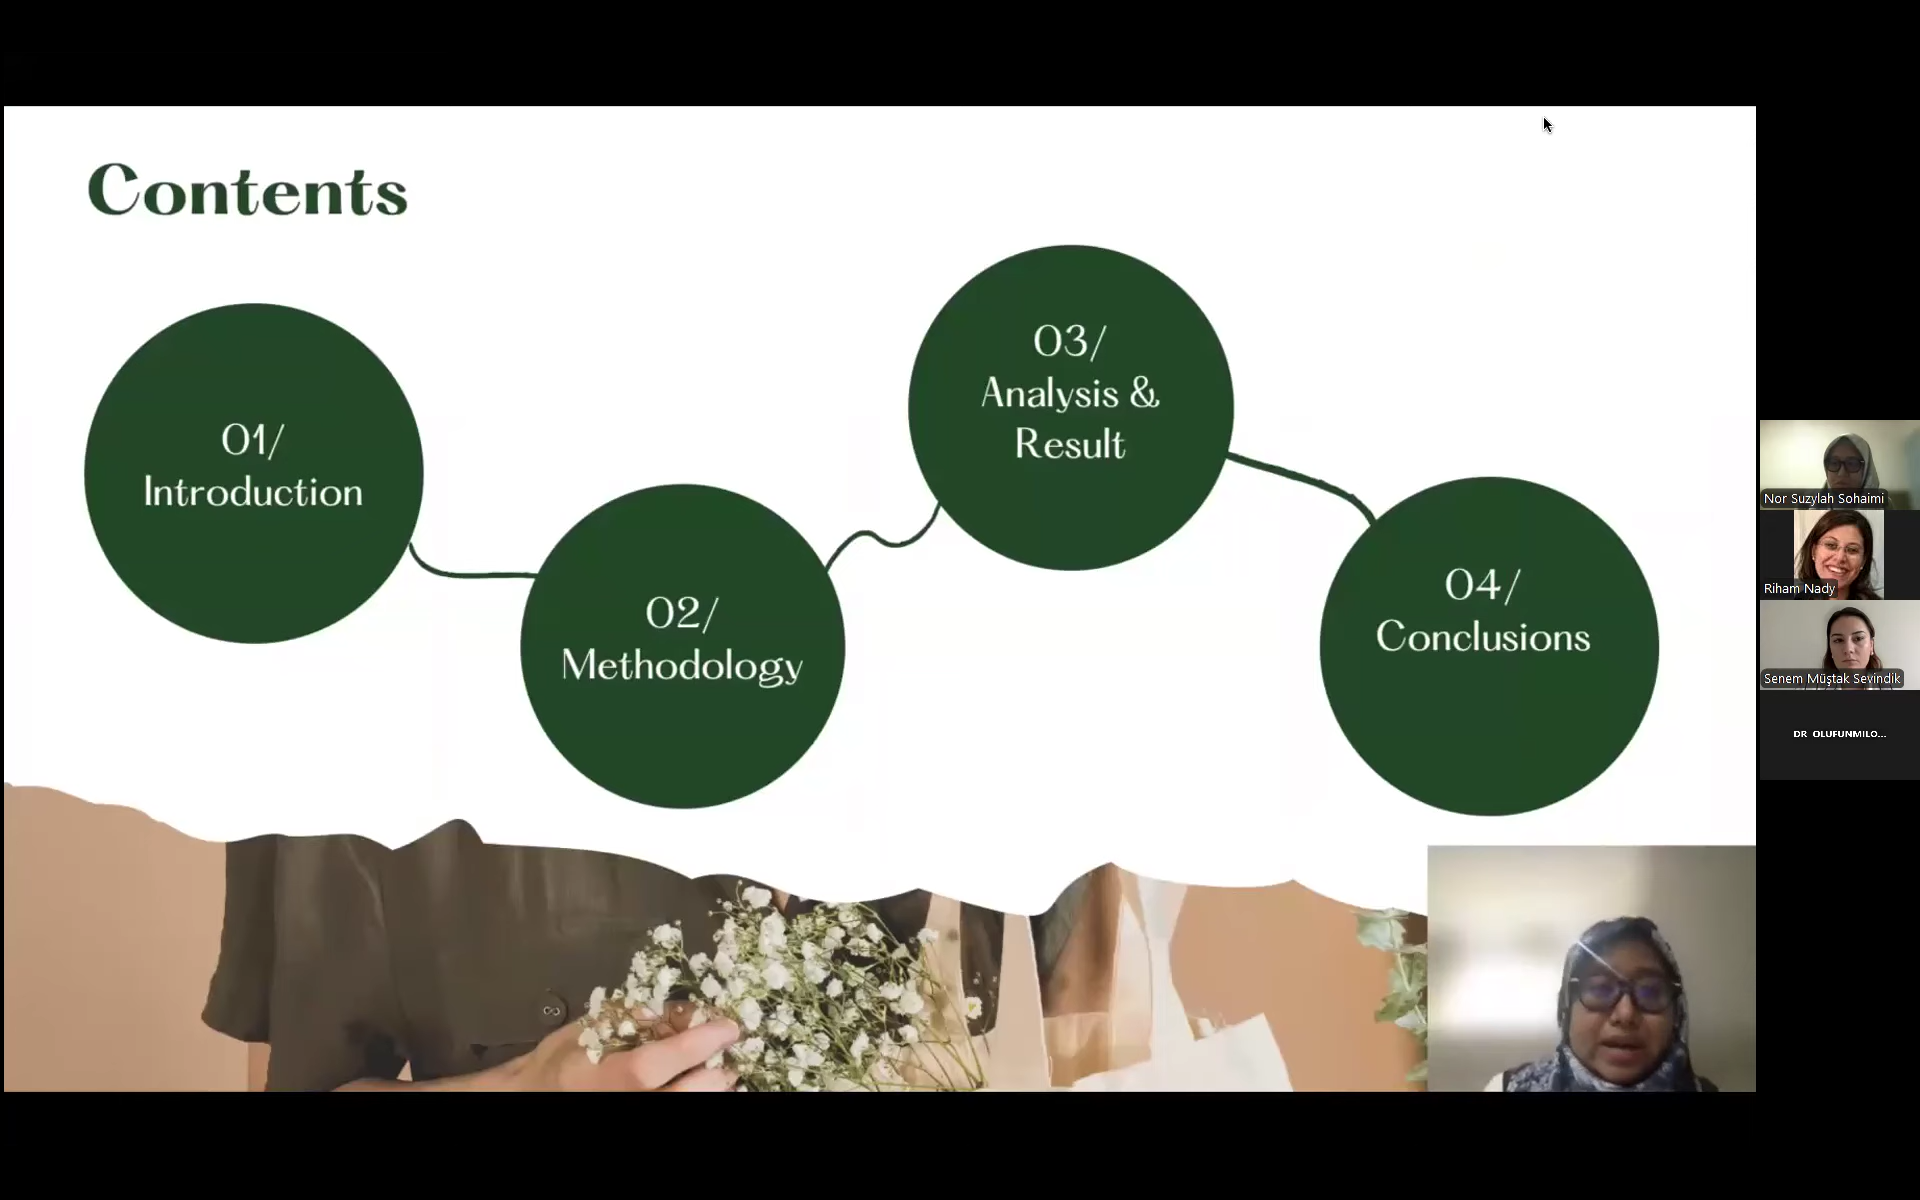 Contents
01/
Introduction
02/
Methodology
03/
Analysis &
Result
04/
Conclusions
Nor Suzylah Sohaimi
Riham Nady
Senem Müştak Sevindik
DR OLUFUNMILO...